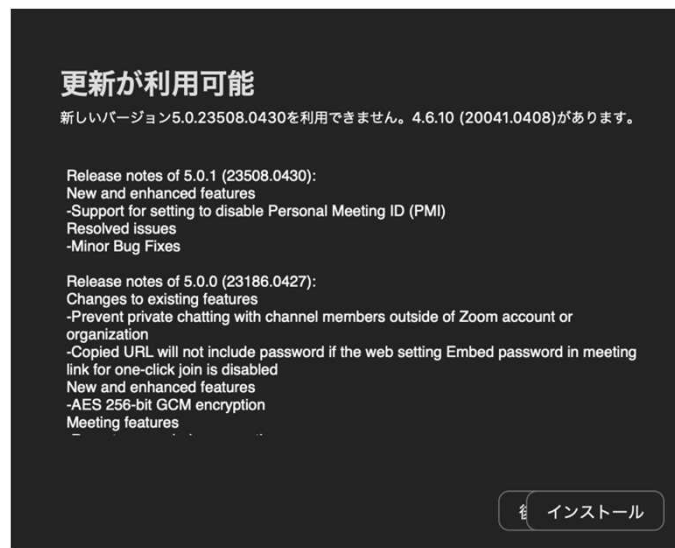 更新が利用可能
新しいバージョン5.0.23508.0430を利用できません。4.6.10 (20041.0408)があります。
Release notes of 5.0.1 (23508.0430):
New and enhanced features
-Support for setting to disable Personal Meeting ID (PMI)
Resolved issues
-Minor Bug Fixes
Release notes of 5.0.0 (23186.0427):
Changes to existing features
-Prevent private chatting with channel members outside of Zoom account or
organization
-Copied URL will not include password if the web setting Embed password in meeting
link for one-click join is disabled
New and enhanced features
-AES 256-bit GCM encryption
Meeting features
インストール